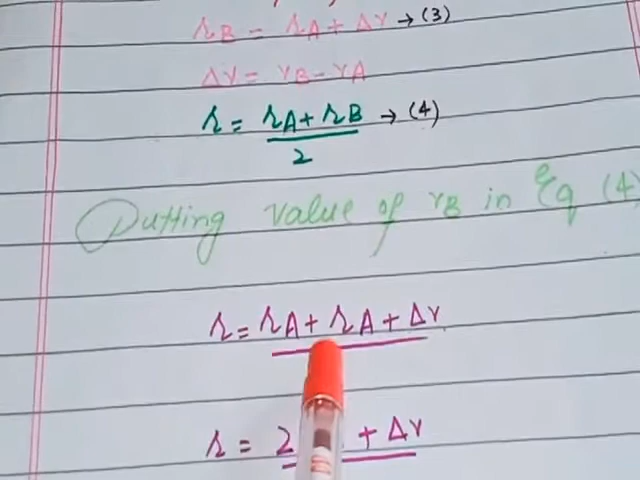 rB = rA + Δr → (3)
Δr = rB - rA
r = rA + rB → (4)
2
Putting value of rB in Eq (4)
r = rA + rA + Δr
r = 2 + Δr